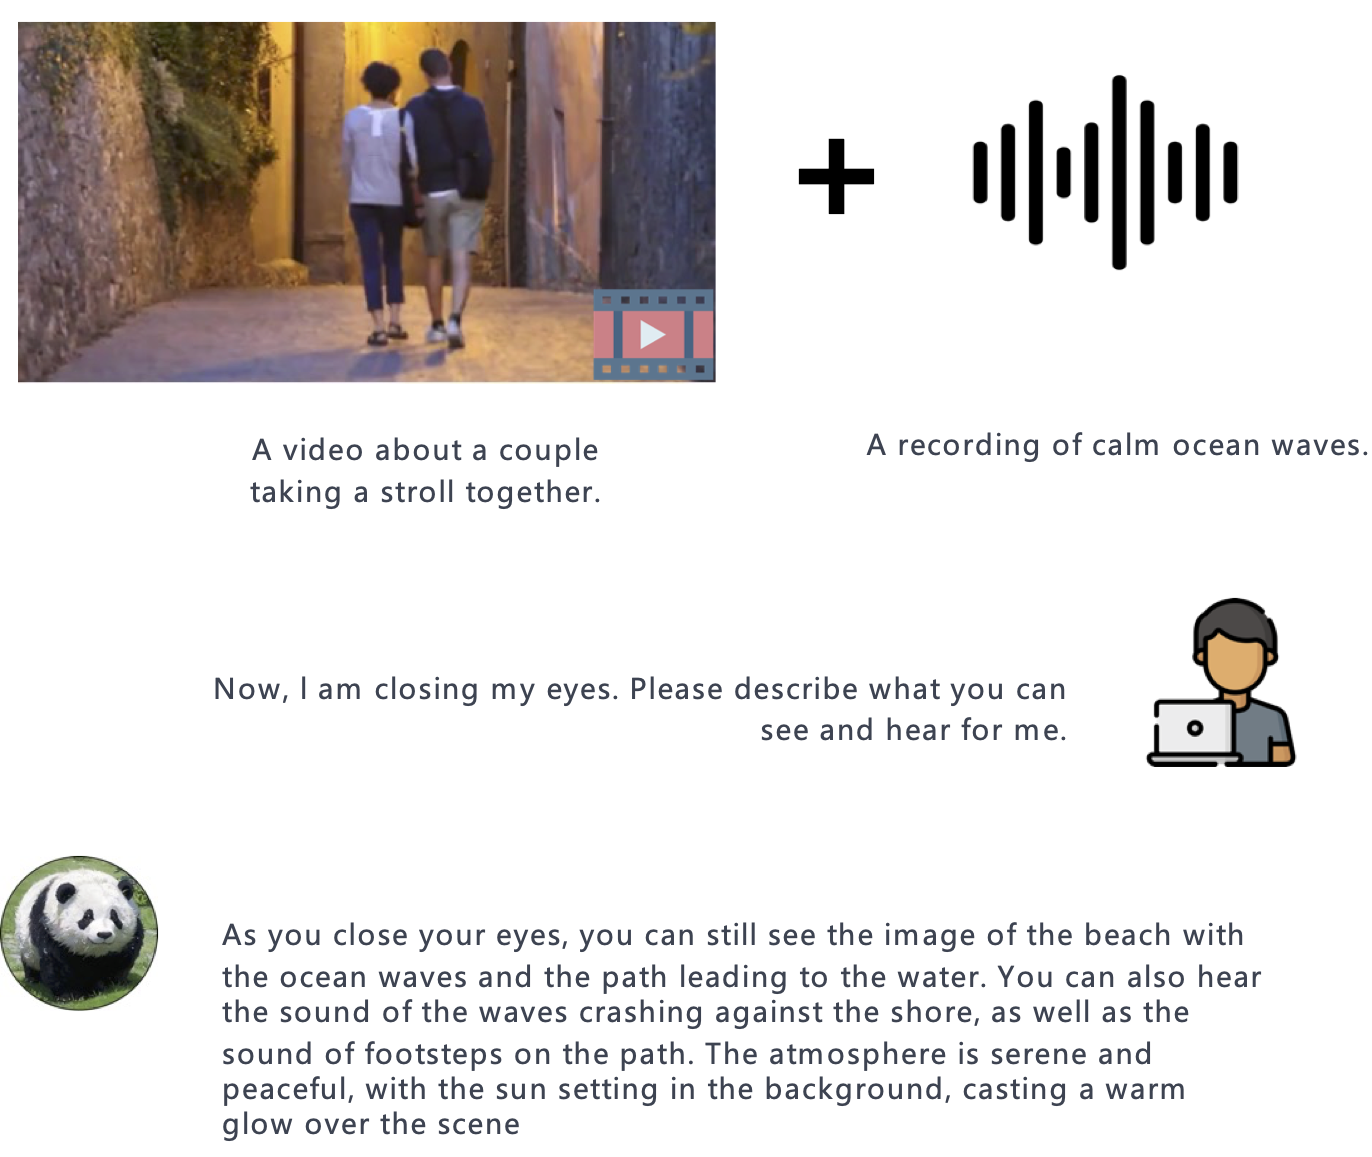 A video about a couple
taking a stroll together.
A recording of calm ocean waves.
Now, I am closing my eyes. Please describe what you can
see and hear for me.
As you close your eyes, you can still see the image of the beach with
the ocean waves and the path leading to the water. You can also hear
the sound of the waves crashing against the shore, as well as the
sound of footsteps on the path. The atmosphere is serene and
peaceful, with the sun setting in the background, casting a warm
glow over the scene